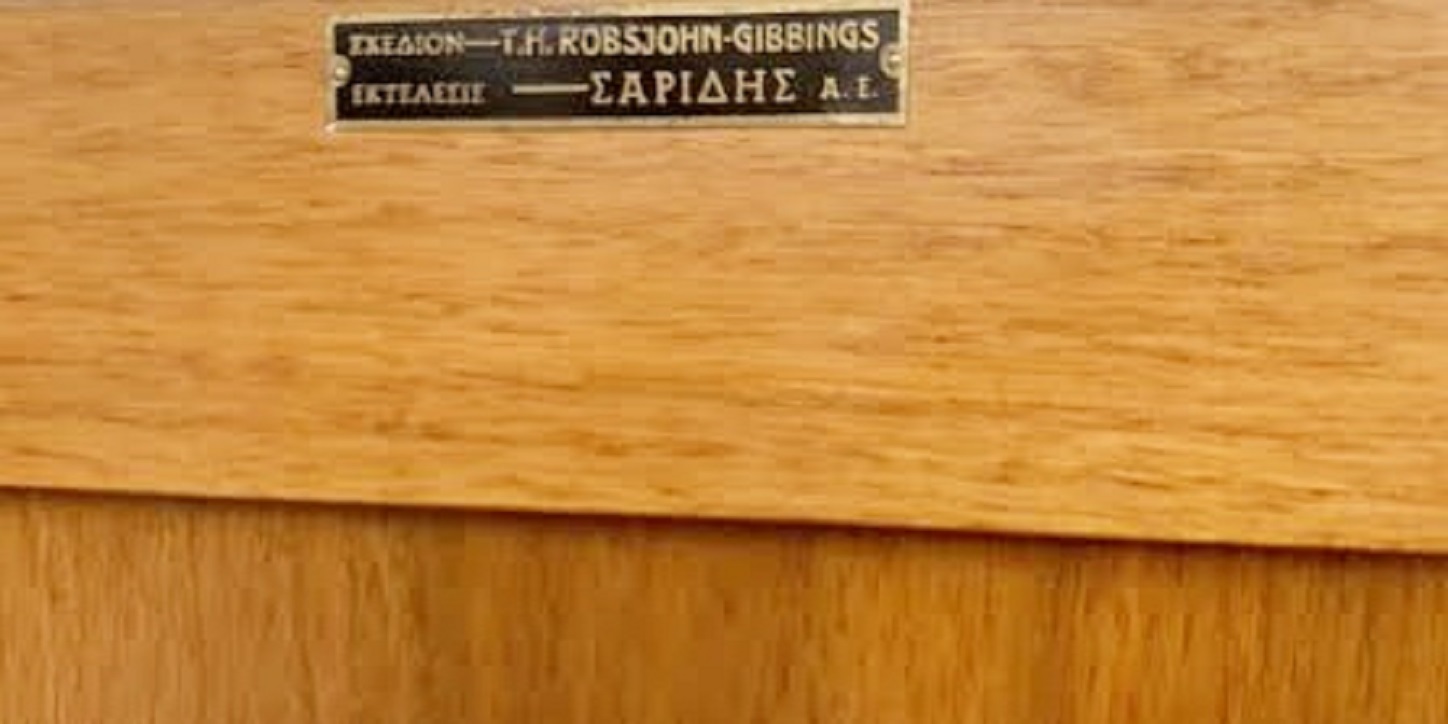 ΣΧΕΔΙΟΝ—T.H. ROBSJOHN-GIBBINGS
ΕΚΤΕΛΕΣΙΣ —ΣΑΡΙΔΗΣ Α.Ε.